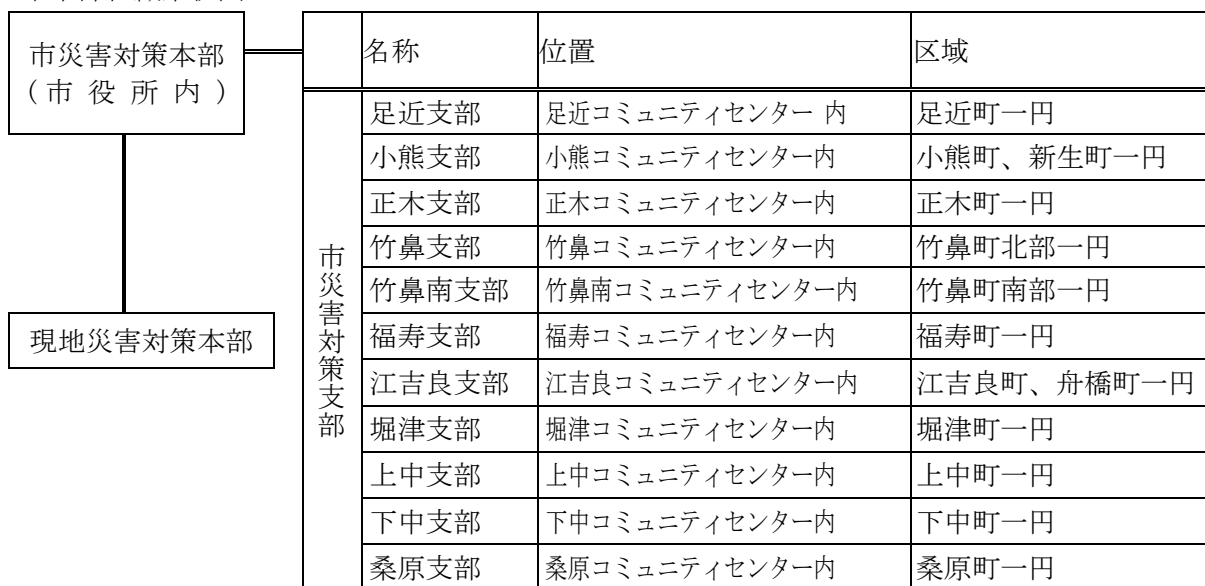 市災害対策本部
(市役所内)
現地災害対策本部
名称 位置 区域
市災害対策支部
足近支部 足近コミュニティセンター 内 足近町一円
小熊支部 小熊コミュニティセンター内 小熊町、新生町一円
正木支部 正木コミュニティセンター内 正木町一円
竹鼻支部 竹鼻コミュニティセンター内 竹鼻町北部一円
竹鼻南支部 竹鼻南コミュニティセンター内 竹鼻町南部一円
福寿支部 福寿コミュニティセンター内 福寿町一円
江吉良支部 江吉良コミュニティセンター内 江吉良町、舟橋町一円
堀津支部 堀津コミュニティセンター内 堀津町一円
上中支部 上中コミュニティセンター内 上中町一円
下中支部 下中コミュニティセンター内 下中町一円
桑原支部 桑原コミュニティセンター内 桑原町一円